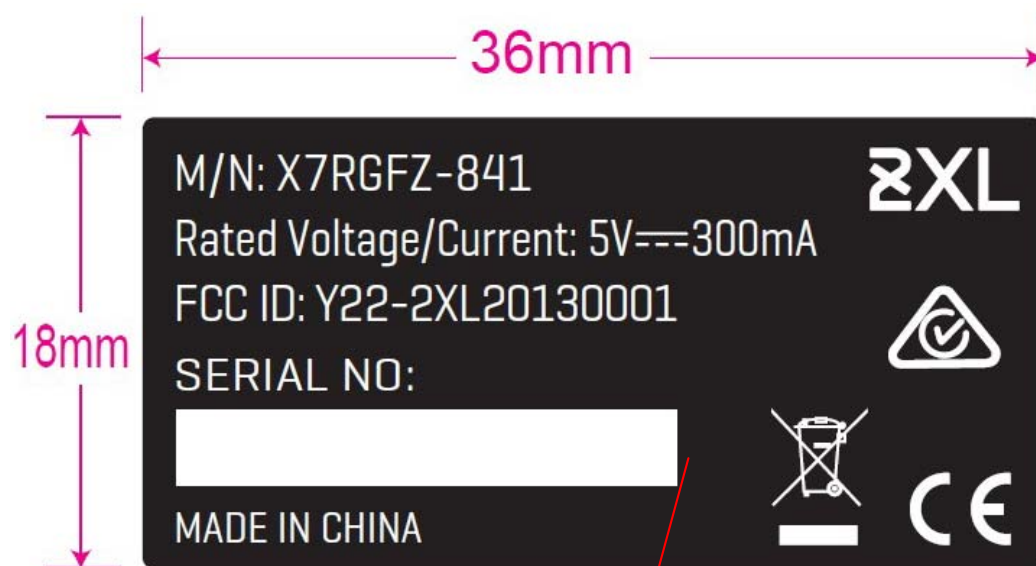 36mm
18mm
M/N: X7RGFZ-841
2XL
Rated Voltage/Current: 5V⎓300mA
FCC ID: Y22-2XL20130001
SERIAL NO:
MADE IN CHINA
CE